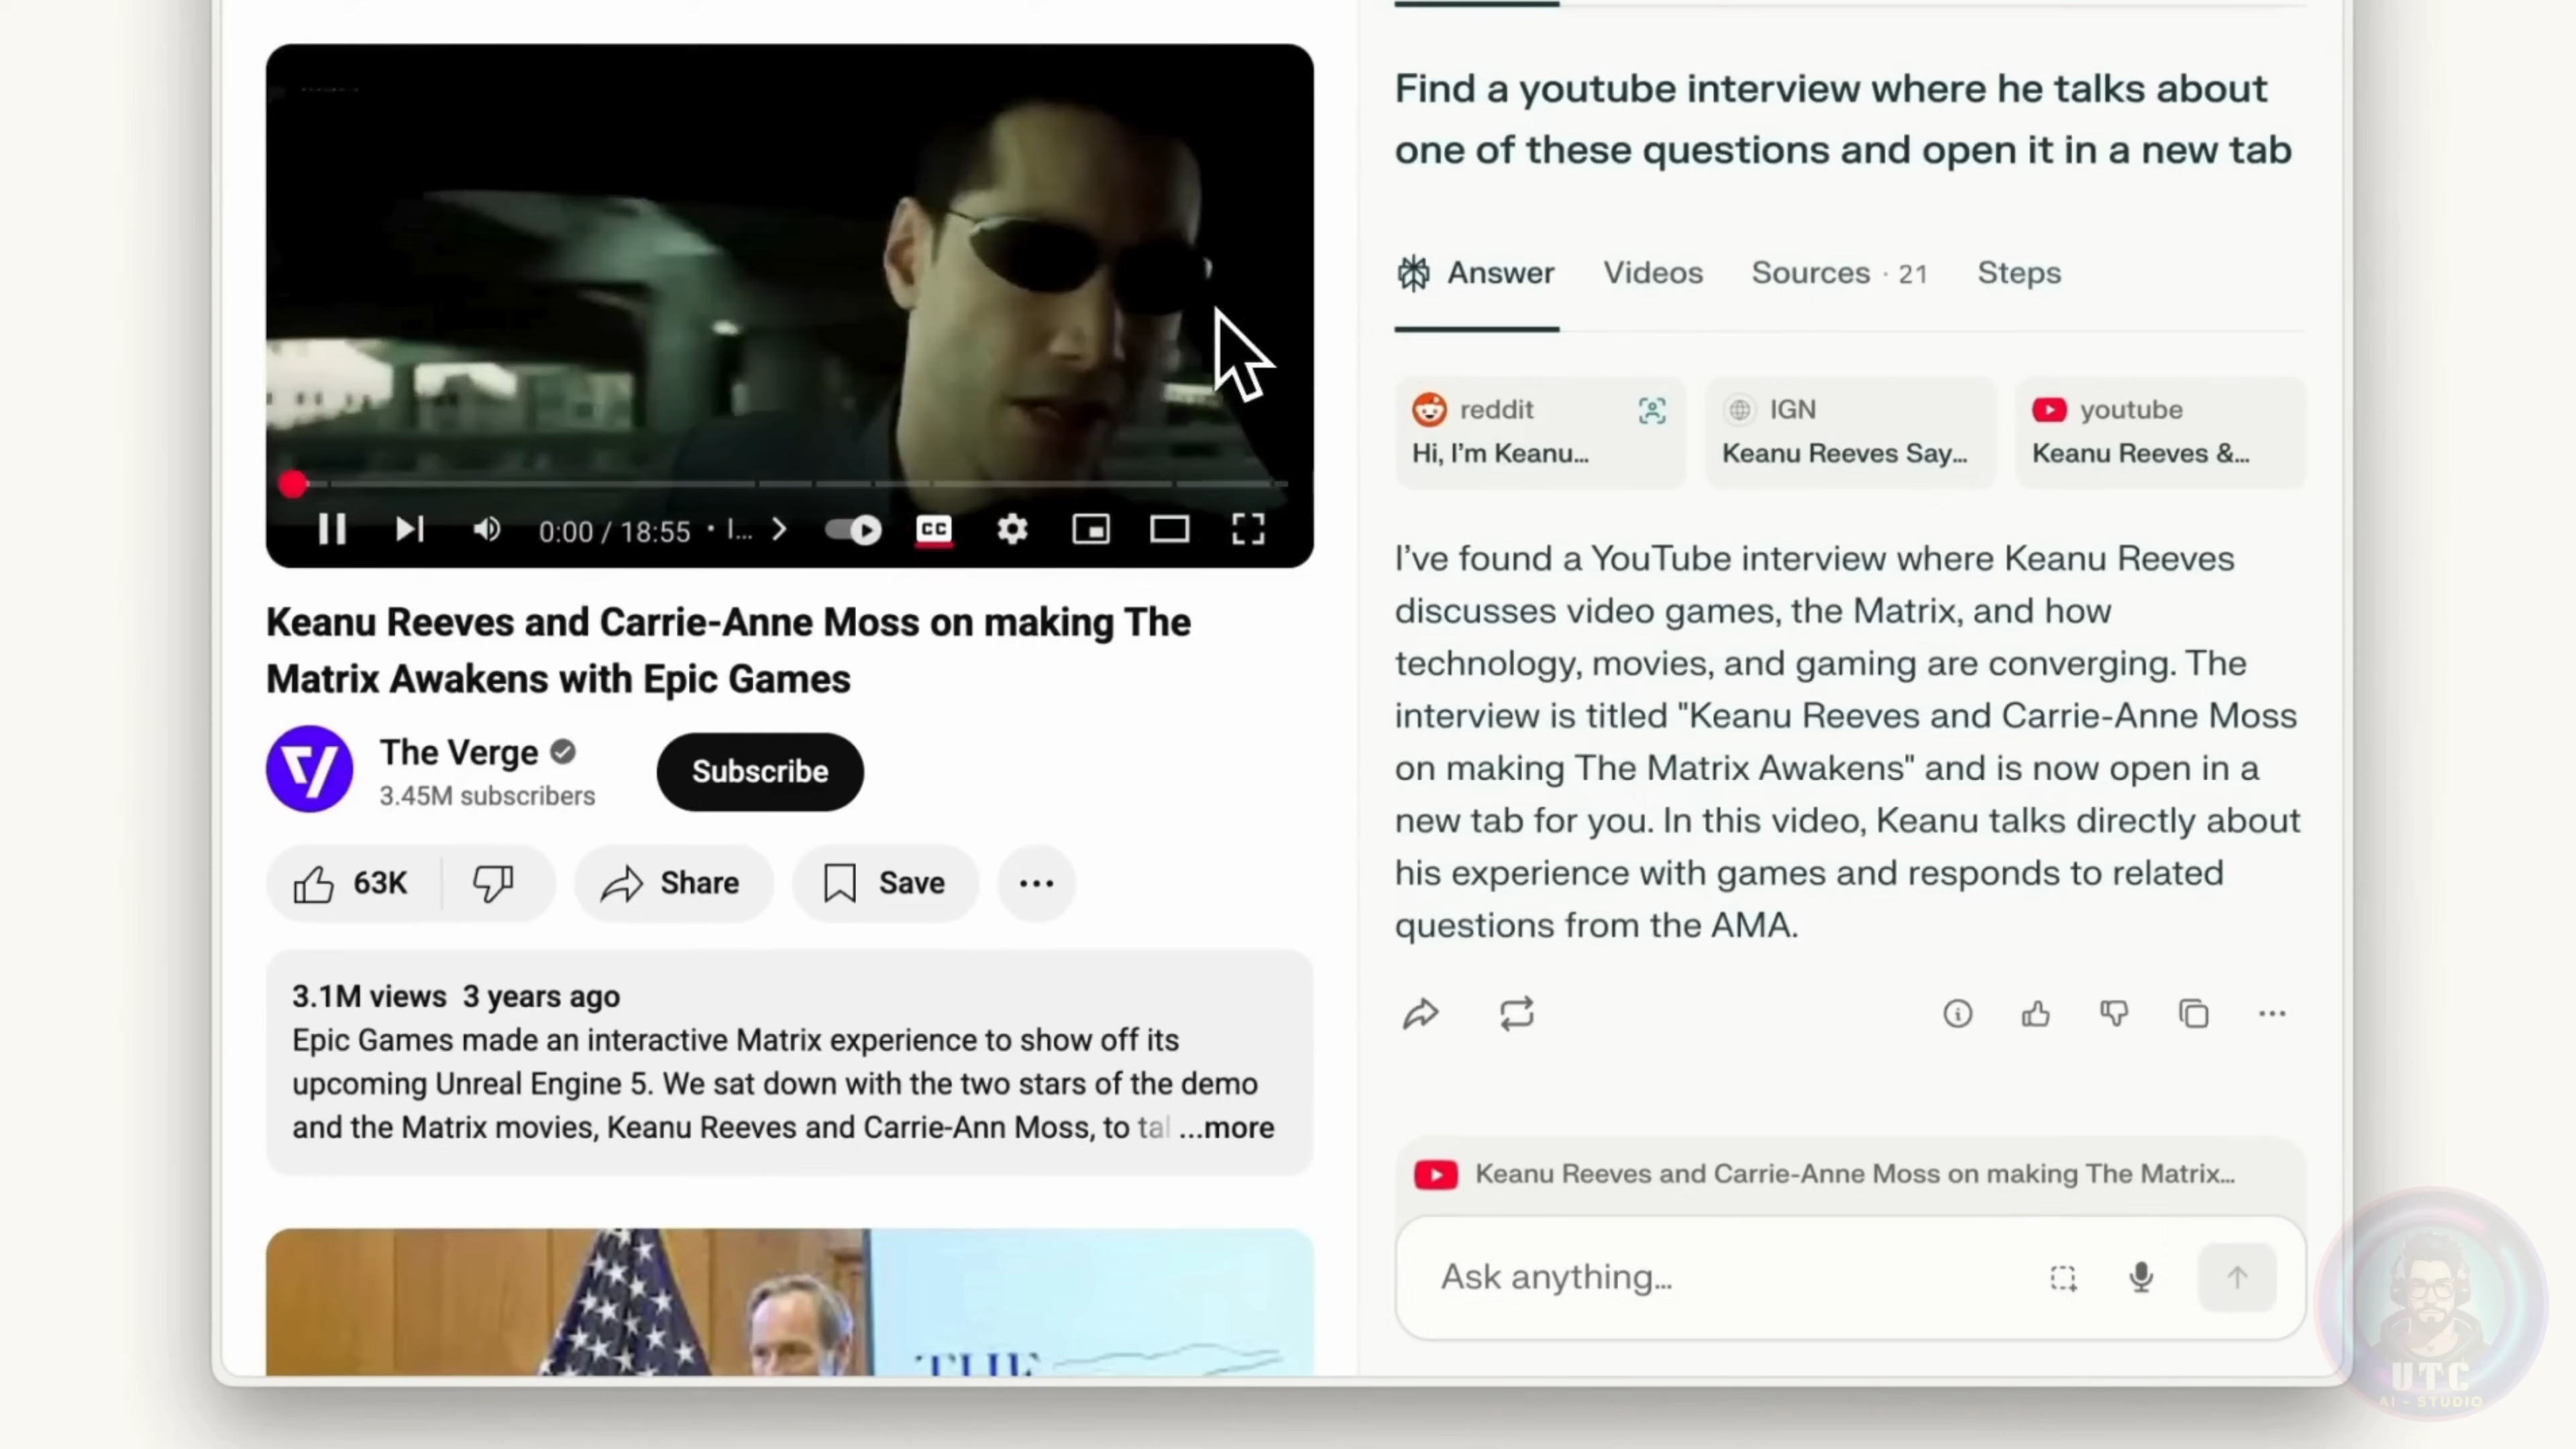 0:00 / 18:55 • I...
CC
Keanu Reeves and Carrie-Anne Moss on making The
Matrix Awakens with Epic Games
The Verge
3.45M subscribers
Subscribe
63K
Share
Save
3.1M views 3 years ago
Epic Games made an interactive Matrix experience to show off its
upcoming Unreal Engine 5. We sat down with the two stars of the demo
and the Matrix movies, Keanu Reeves and Carrie-Ann Moss, to tal ...more
THE
Find a youtube interview where he talks about
one of these questions and open it in a new tab
Answer Videos Sources · 21 Steps
reddit
Hi, I’m Keanu...
IGN
Keanu Reeves Say...
youtube
Keanu Reeves &...
I’ve found a YouTube interview where Keanu Reeves
discusses video games, the Matrix, and how
technology, movies, and gaming are converging. The
interview is titled "Keanu Reeves and Carrie-Anne Moss
on making The Matrix Awakens" and is now open in a
new tab for you. In this video, Keanu talks directly about
his experience with games and responds to related
questions from the AMA.
Keanu Reeves and Carrie-Anne Moss on making The Matrix...
Ask anything...
UTC
AI - STUDIO